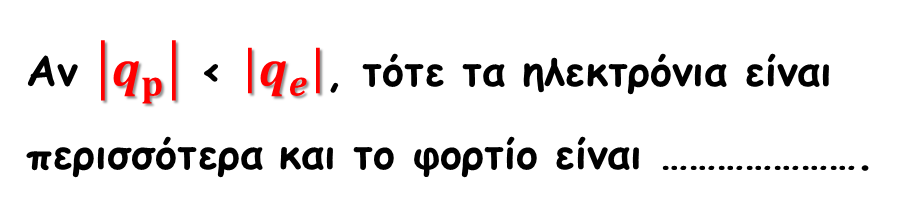 Αν |qp| < |qe|, τότε τα ηλεκτρόνια είναι
περισσότερα και το φορτίο είναι ………………….